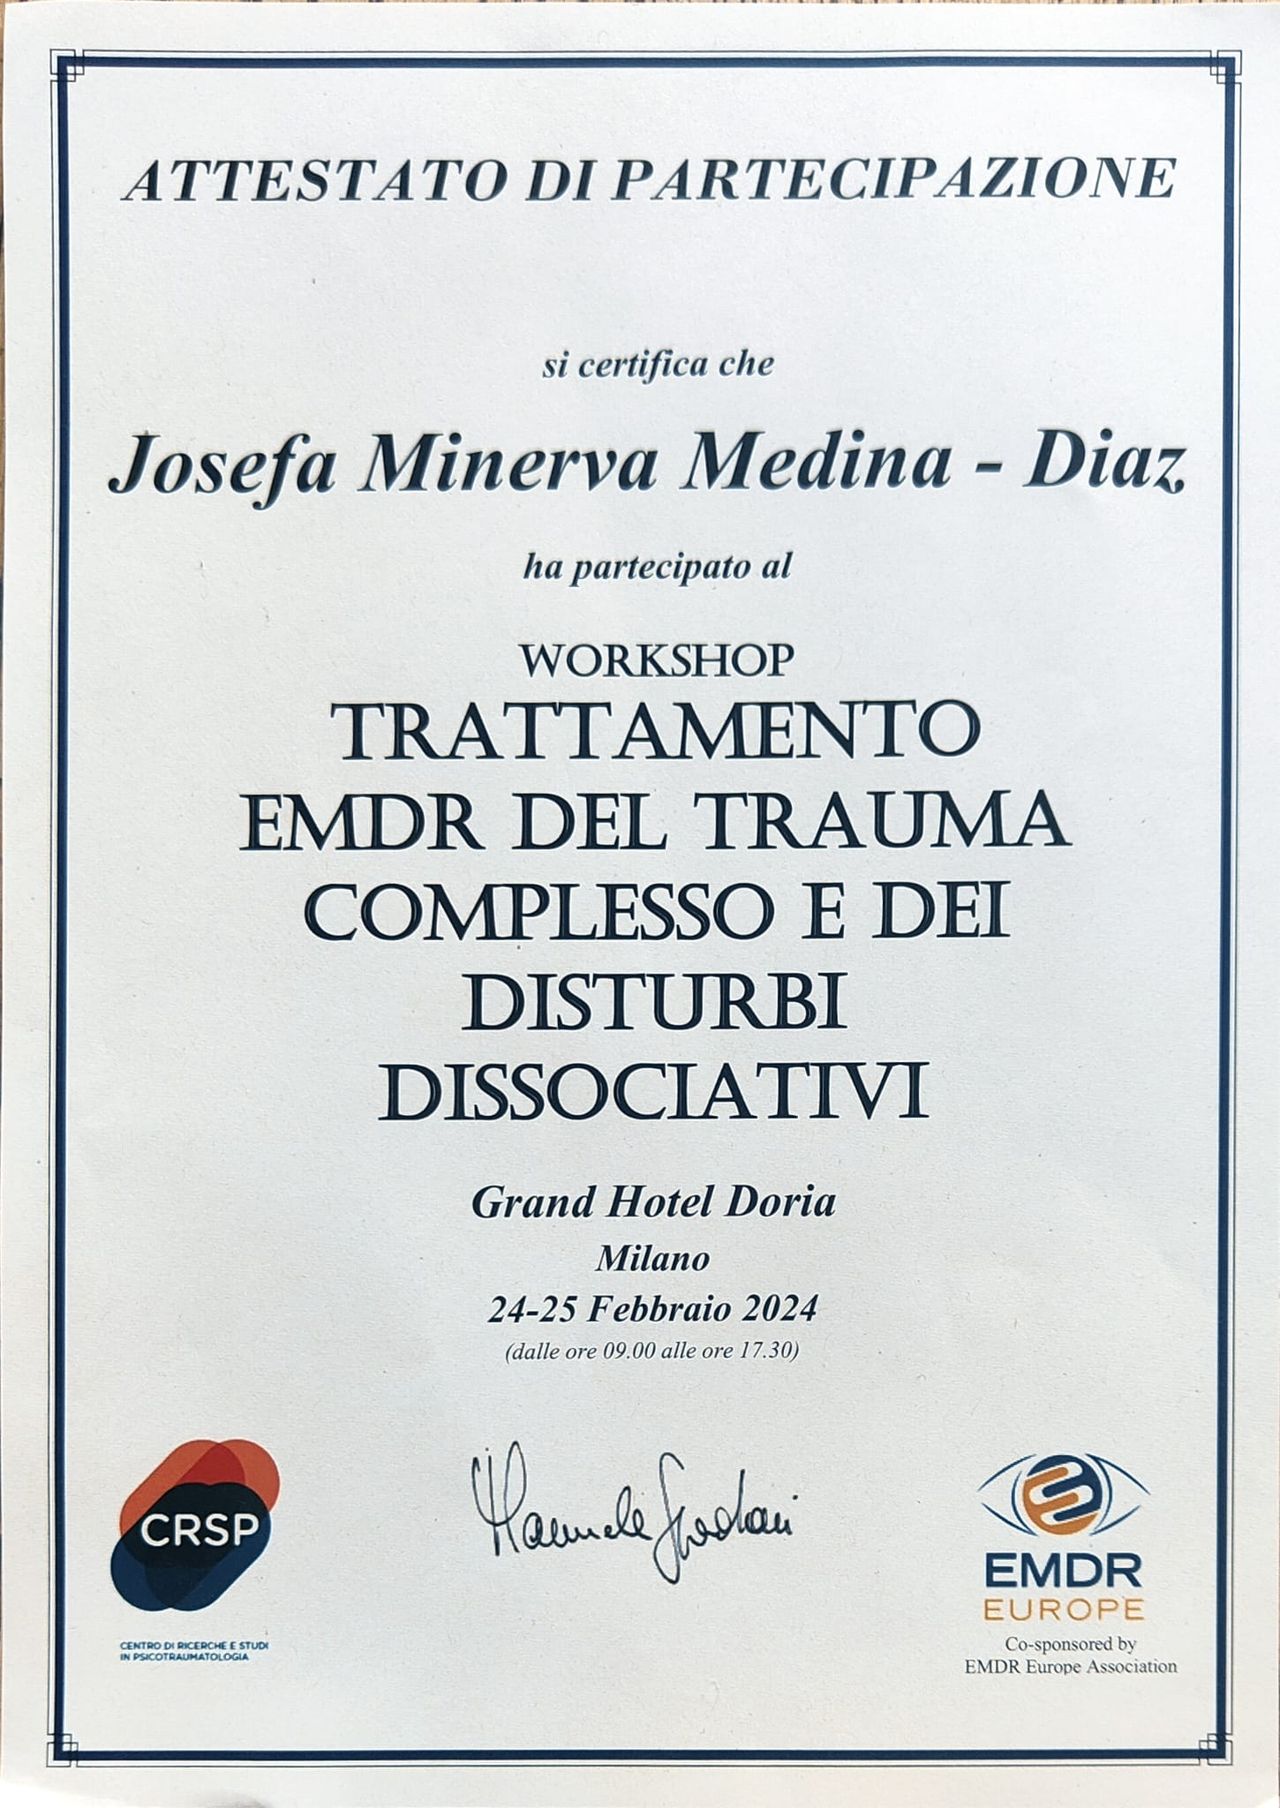 ATTESTATO DI PARTECIPAZIONE
si certifica che
Josefa Minerva Medina - Diaz
ha partecipato al
WORKSHOP
TRATTAMENTO
EMDR DEL TRAUMA
COMPLESSO E DEI
DISTURBI
DISSOCIATIVI
Grand Hotel Doria
Milano
24-25 Febbraio 2024
(dalle ore 09.00 alle ore 17.30)
CRSP
CENTRO DI RICERCHE E STUDI
IN PSICOTRAUMATOLOGIA
EMDR
EUROPE
Co-sponsored by
EMDR Europe Association